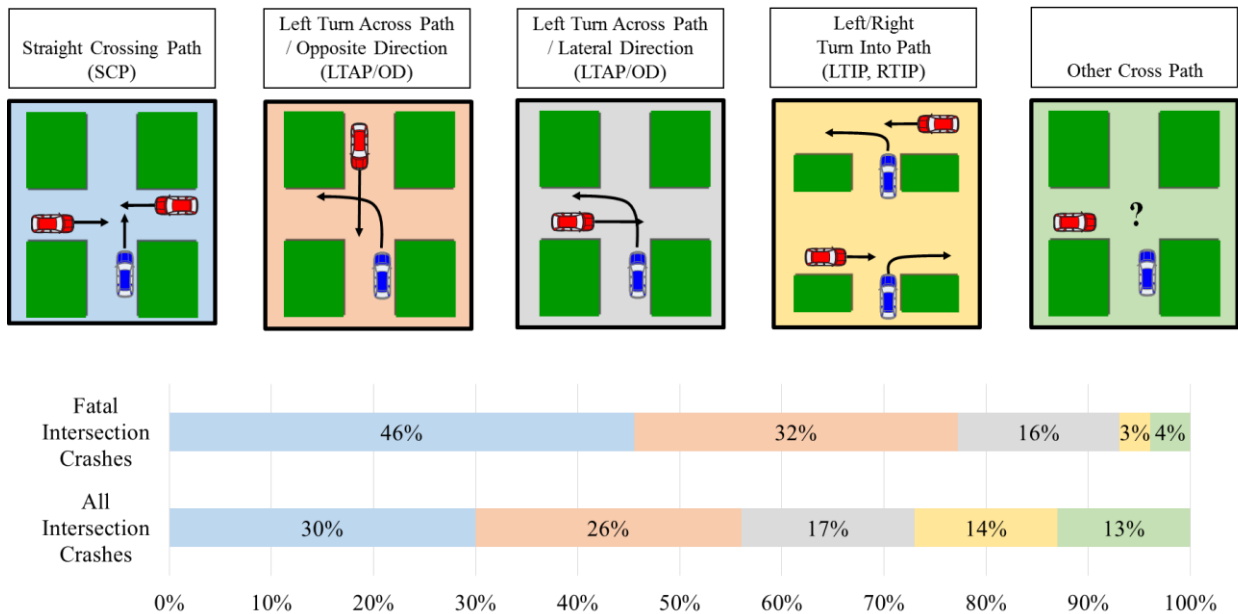 Straight Crossing Path
(SCP)
Left Turn Across Path
/ Opposite Direction
(LTAP/OD)
Left Turn Across Path
/ Lateral Direction
(LTAP/OD)
Left/Right
Turn Into Path
(LTIP, RTIP)
Other Cross Path
?
Fatal
Intersection
Crashes
46%
32%
16%
3%
4%
All
Intersection
Crashes
30%
26%
17%
14%
13%
0%
10%
20%
30%
40%
50%
60%
70%
80%
90%
100%